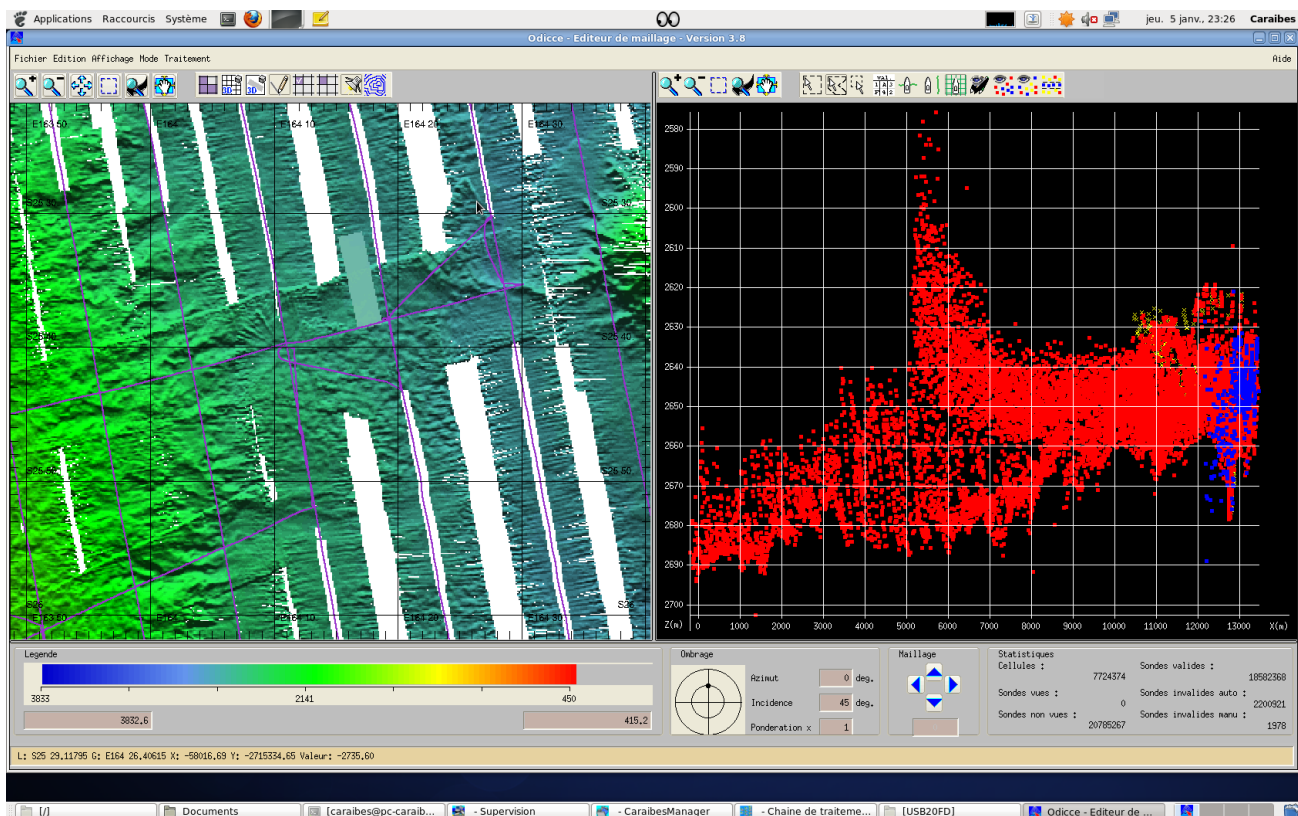 Applications Raccourcis Système
jeu. 5 janv., 23:26 Caraibes
Odicce - Editeur de maillage - Version 3.8
Fichier Edition Affichage Mode Traitement
Aide
E163 50 E164 E164 10 E164 20 E164 30
S25 30 S25 30
S25 40
S25 50 S25 50
S26
E163 50 E164 E164 10 E164 20 E164 30
2580
2590
2600
2610
2620
2630
2640
2650
2660
2670
2680
2690
2700
Z(m) 0 1000 2000 3000 4000 5000 6000 7000 8000 9000 10000 11000 12000 13000 X(m)
Legende
3833 2141 450
3832.6 415.2
Ombrage
Azimut 0 deg.
Incidence 45 deg.
Ponderation x 1
Maillage
Statistiques
Cellules :
7724374
Sondes vues :
0
Sondes non vues :
20785267
Sondes valides :
18582368
Sondes invalides auto :
2200921
Sondes invalides manu :
1978
L: S25 29,11795 G: E164 26.40615 X: -58016.69 Y: -2715334.65 Valeur: -2735.60
[/] Documents [caraibes@pc-caraib... - Supervision - CaraibesManager - Chaine de traiteme... [USB20FD] Odicce - Editeur de ...